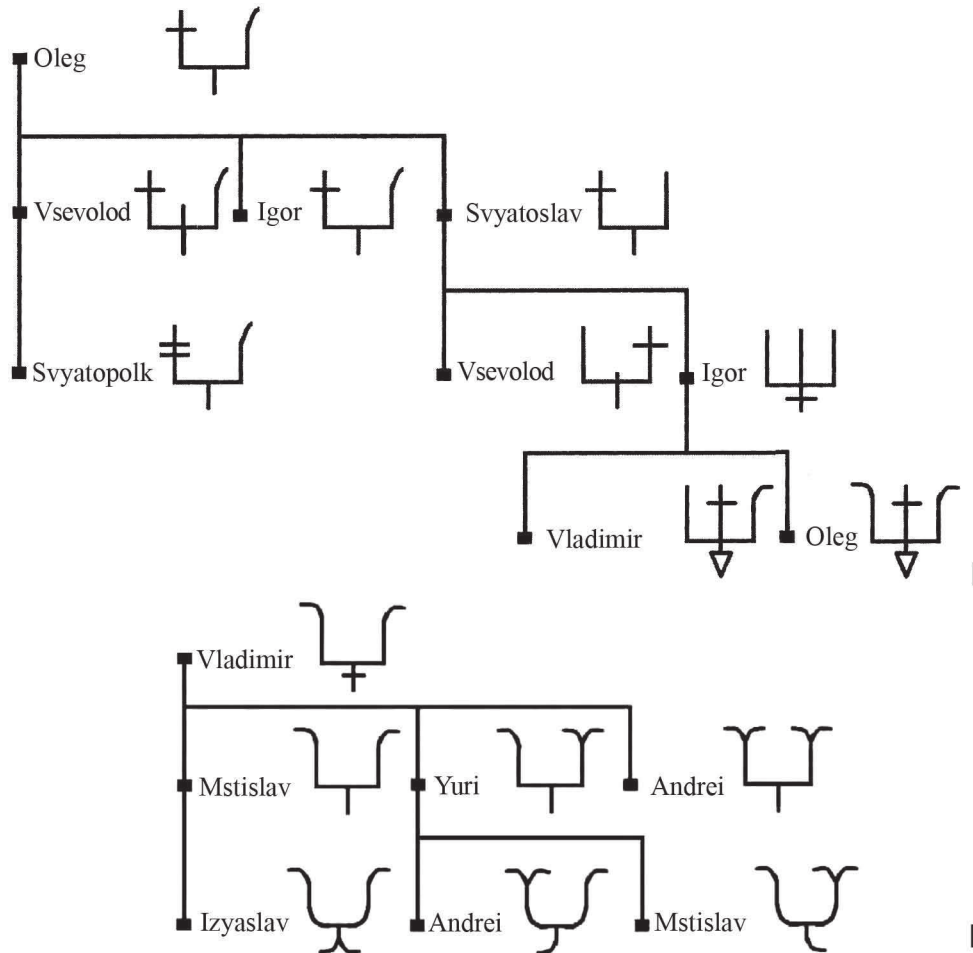 Oleg
Vsevolod
Igor
Svyatoslav
Svyatopolk
Vsevolod
Igor
Vladimir
Oleg
Vladimir
Mstislav
Yuri
Andrei
Izyaslav
Andrei
Mstislav